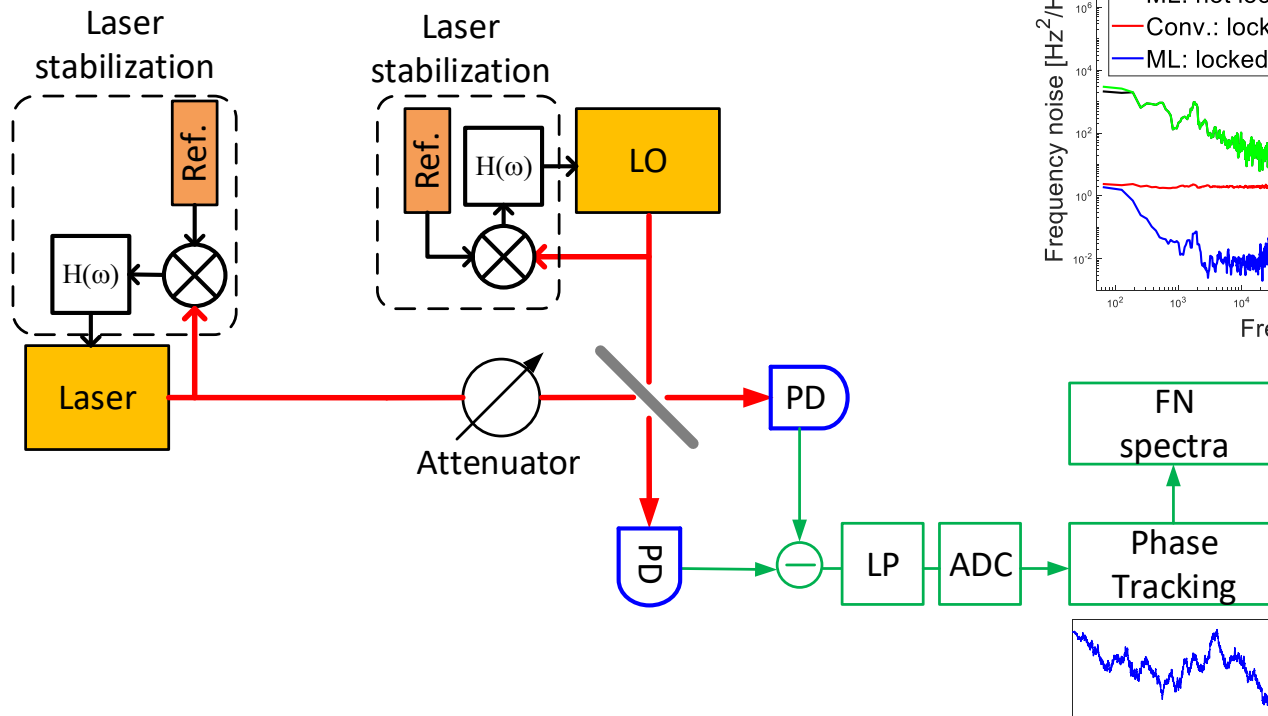 Laser
stabilization
Ref.
H(ω)
Laser
Laser
stabilization
Ref.
H(ω)
LO
Attenuator
PD
PD
LP
ADC
Phase
Tracking
FN
spectra
Frequency noise [Hz²/H
Conv.: lock
ML: locked
10⁶
10⁴
10²
10⁰
10⁻²
10²
10³
10⁴